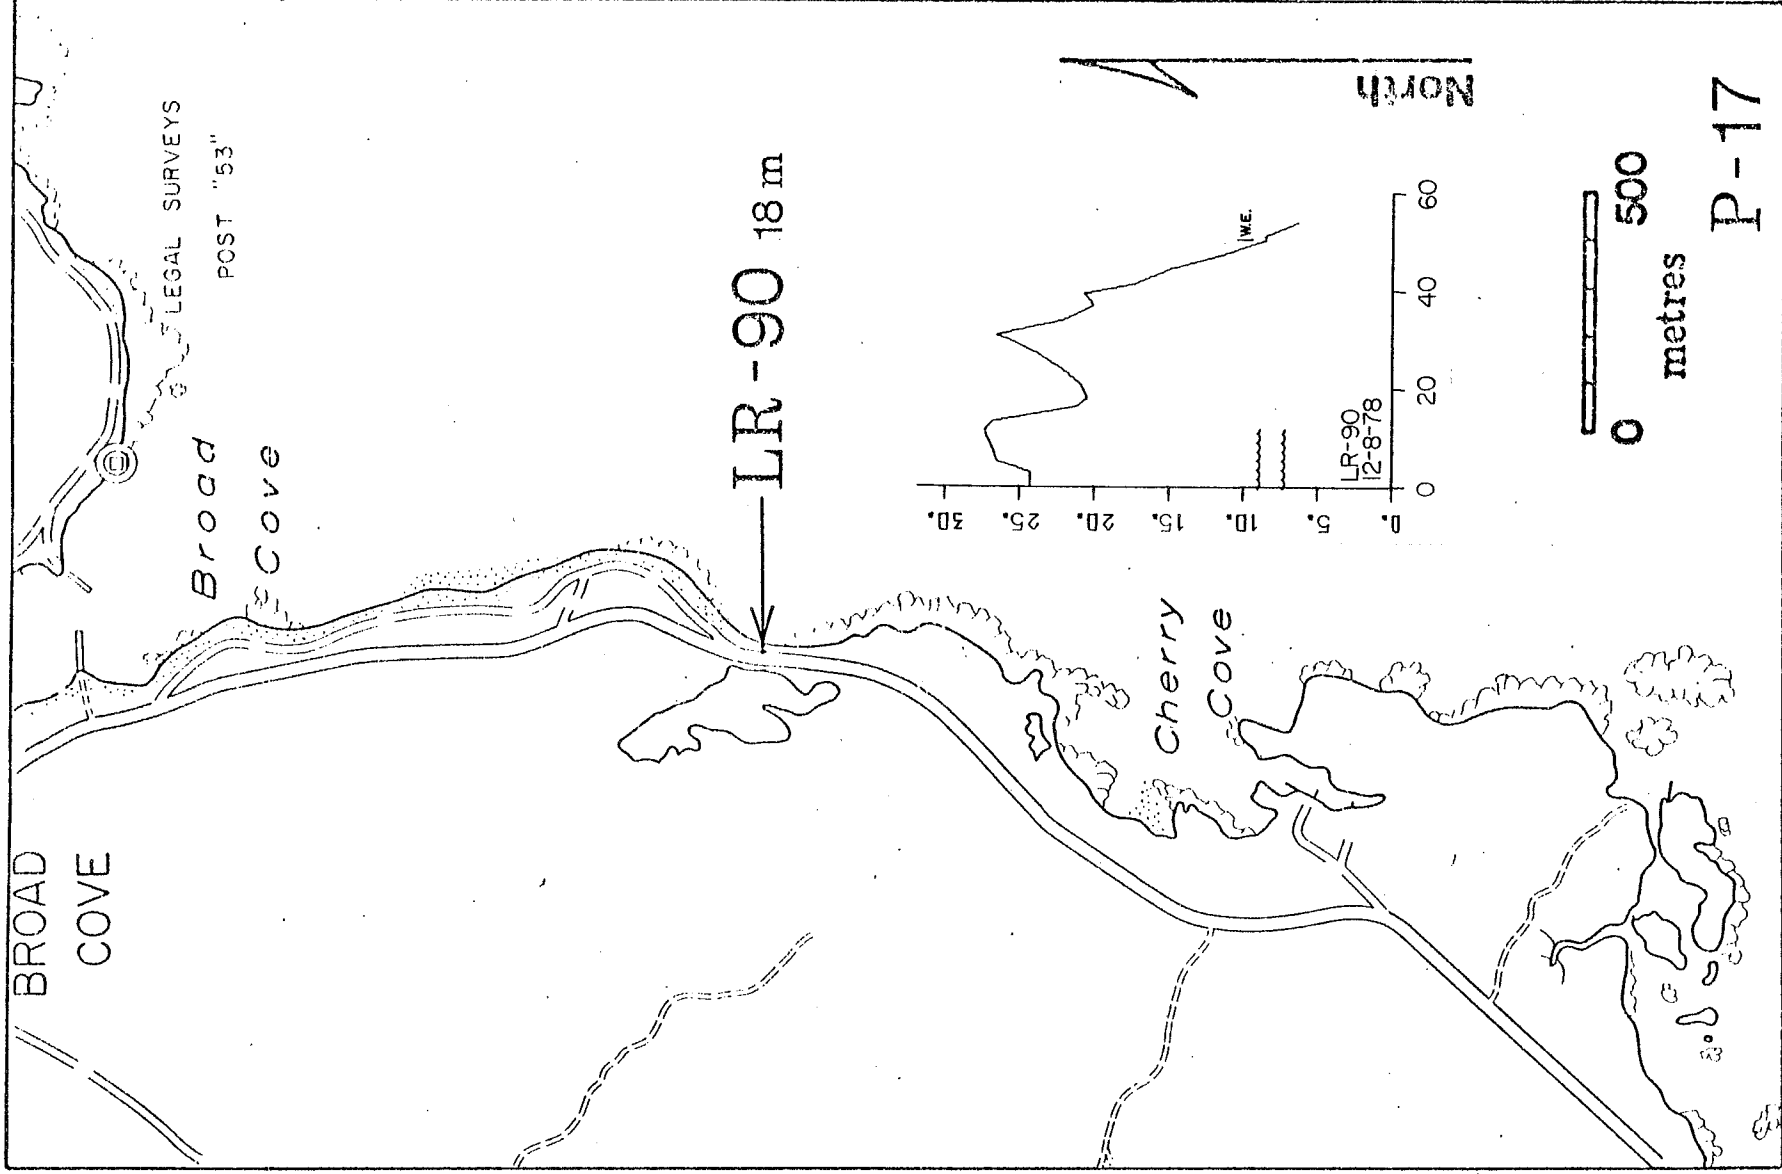 BROAD
COVE
LEGAL SURVEYS
POST "53"
Broad
Cove
LR-90 18 m
North
30.
25.
20.
15.
10.
5.
0.
W.E.
LR-90
12-8-78
0
20
40
60
Cherry
Cove
0
500
metres
P-17